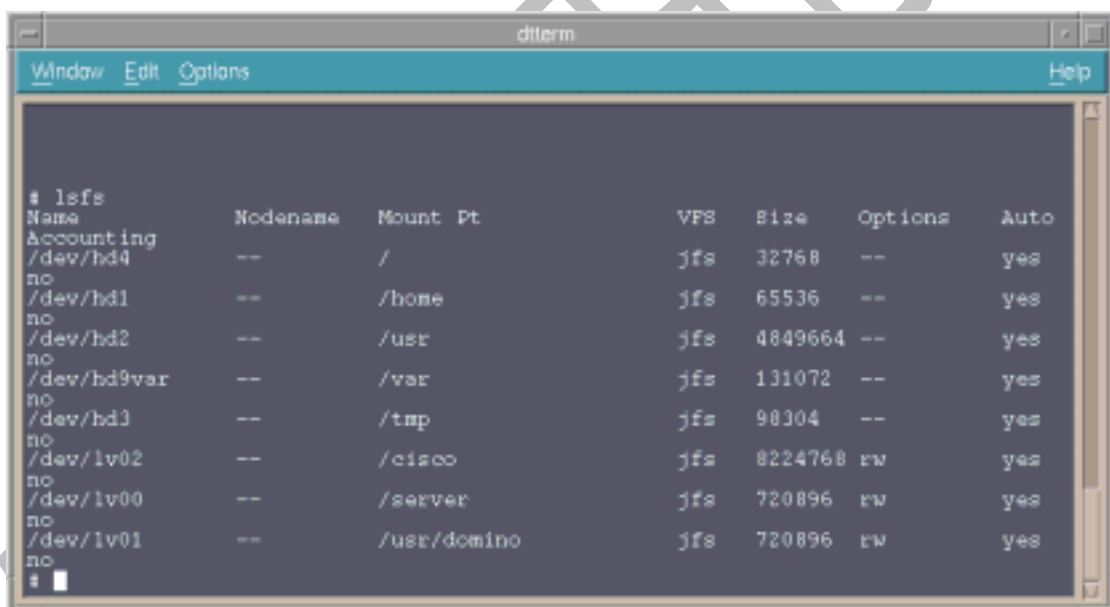 dtterm
Window Edit Options Help
# lsfs
Name Nodename Mount Pt VFS Size Options Auto
Accounting
/dev/hd4 -- / jfs 32768 -- yes
no
/dev/hd1 -- /home jfs 65536 -- yes
no
/dev/hd2 -- /usr jfs 4849664 -- yes
no
/dev/hd9var -- /var jfs 131072 -- yes
no
/dev/hd3 -- /tmp jfs 98304 -- yes
no
/dev/lv02 -- /cisco jfs 8224768 rw yes
no
/dev/lv00 -- /server jfs 720896 rw yes
no
/dev/lv01 -- /usr/domino jfs 720896 rw yes
no
#